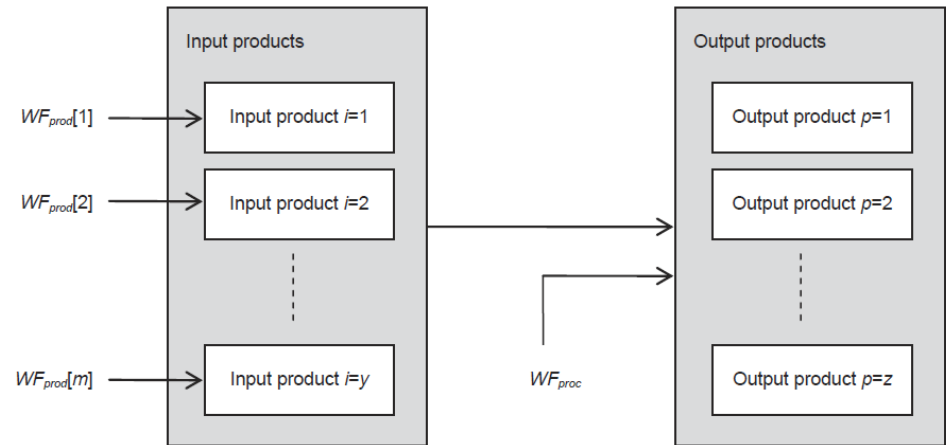 Input products
Output products
WFprod[1]
Input product i=1
Output product p=1
WFprod[2]
Input product i=2
Output product p=2
WFprod[m]
Input product i=y
WFproc
Output product p=z